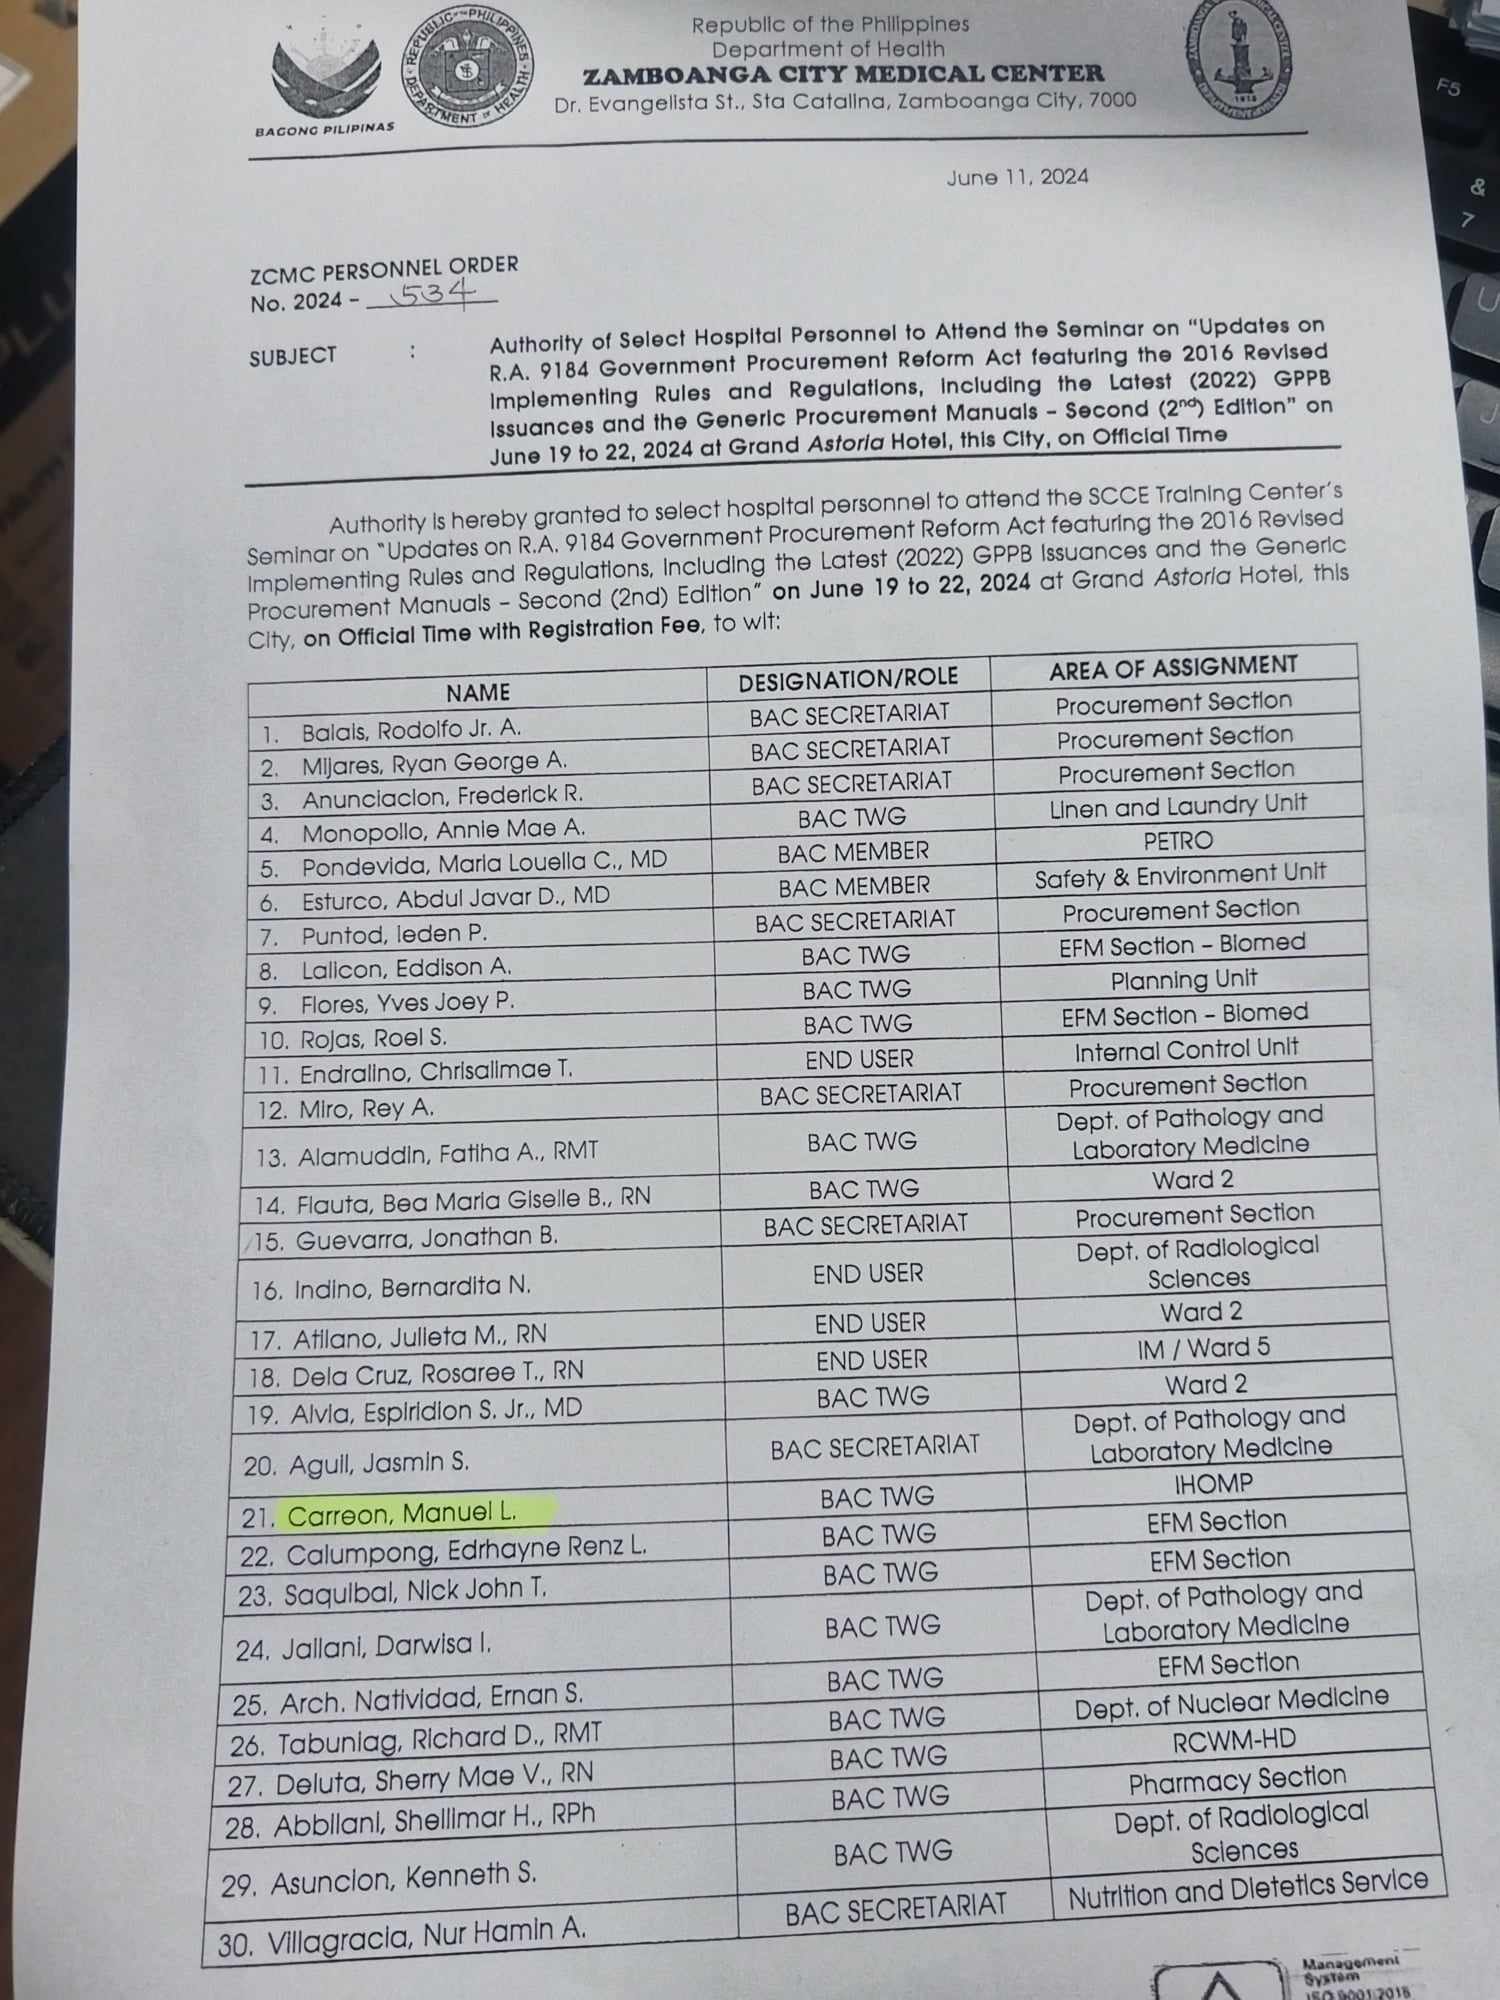 Republic of the Philippines
Department of Health
ZAMBOANGA CITY MEDICAL CENTER
Dr. Evangelista St., Sta Catalina, Zamboanga City, 7000
BAGONG PILIPINAS
REPUBLIC OF THE PHILIPPINES
DEPARTMENT OF HEALTH
June 11, 2024
ZCMC PERSONNEL ORDER
No. 2024 - 534
SUBJECT : Authority of Select Hospital Personnel to Attend the Seminar on "Updates on
R.A. 9184 Government Procurement Reform Act featuring the 2016 Revised
Implementing Rules and Regulations, Including the Latest (2022) GPPB
Issuances and the Generic Procurement Manuals – Second (2nd) Edition" on
June 19 to 22, 2024 at Grand Astoria Hotel, this City, on Official Time
Authority is hereby granted to select hospital personnel to attend the SCCE Training Center's
Seminar on "Updates on R.A. 9184 Government Procurement Reform Act featuring the 2016 Revised
Implementing Rules and Regulations, Including the Latest (2022) GPPB Issuances and the Generic
Procurement Manuals – Second (2nd) Edition" on June 19 to 22, 2024 at Grand Astoria Hotel, this
City, on Official Time with Registration Fee, to wit:
NAME DESIGNATION/ROLE AREA OF ASSIGNMENT
1. Balais, Rodolfo Jr. A. BAC SECRETARIAT Procurement Section
2. Mijares, Ryan George A. BAC SECRETARIAT Procurement Section
3. Anunciacion, Frederick R. BAC SECRETARIAT Procurement Section
4. Monopollo, Annie Mae A. BAC TWG Linen and Laundry Unit
5. Pondevida, Maria Louella C., MD BAC MEMBER PETRO
6. Esturco, Abdul Javar D., MD BAC MEMBER Safety & Environment Unit
7. Puntod, Ieden P. BAC SECRETARIAT Procurement Section
8. Lalicon, Eddison A. BAC TWG EFM Section – Biomed
9. Flores, Yves Joey P. BAC TWG Planning Unit
10. Rojas, Roel S. BAC TWG EFM Section – Biomed
11. Endralino, Chrisalimae T. END USER Internal Control Unit
12. Miro, Rey A. BAC SECRETARIAT Procurement Section
13. Alamuddin, Fatiha A., RMT BAC TWG Dept. of Pathology and
Laboratory Medicine
14. Flauta, Bea Maria Giselle B., RN BAC TWG Ward 2
15. Guevarra, Jonathan B. BAC SECRETARIAT Procurement Section
16. Indino, Bernardita N. END USER Dept. of Radiological
Sciences
17. Atilano, Julieta M., RN END USER Ward 2
18. Dela Cruz, Rosaree T., RN END USER IM / Ward 5
19. Alvia, Espiridion S. Jr., MD BAC TWG Ward 2
20. Aguil, Jasmin S. BAC SECRETARIAT Dept. of Pathology and
Laboratory Medicine
21. Carreon, Manuel L. BAC TWG IHOMP
22. Calumpong, Edrhayne Renz L. BAC TWG EFM Section
23. Saquibal, Nick John T. BAC TWG EFM Section
24. Jallani, Darwisa I. BAC TWG Dept. of Pathology and
Laboratory Medicine
25. Arch. Natividad, Ernan S. BAC TWG EFM Section
26. Tabuniag, Richard D., RMT BAC TWG Dept. of Nuclear Medicine
27. Deluta, Sherry Mae V., RN BAC TWG RCWM-HD
28. Abbilani, Shellimar H., RPh BAC TWG Pharmacy Section
29. Asuncion, Kenneth S. BAC TWG Dept. of Radiological
Sciences
30. Villagracia, Nur Hamin A. BAC SECRETARIAT Nutrition and Dietetics Service
Management
System
ISO 9001:2015
F5
&
7
U
J